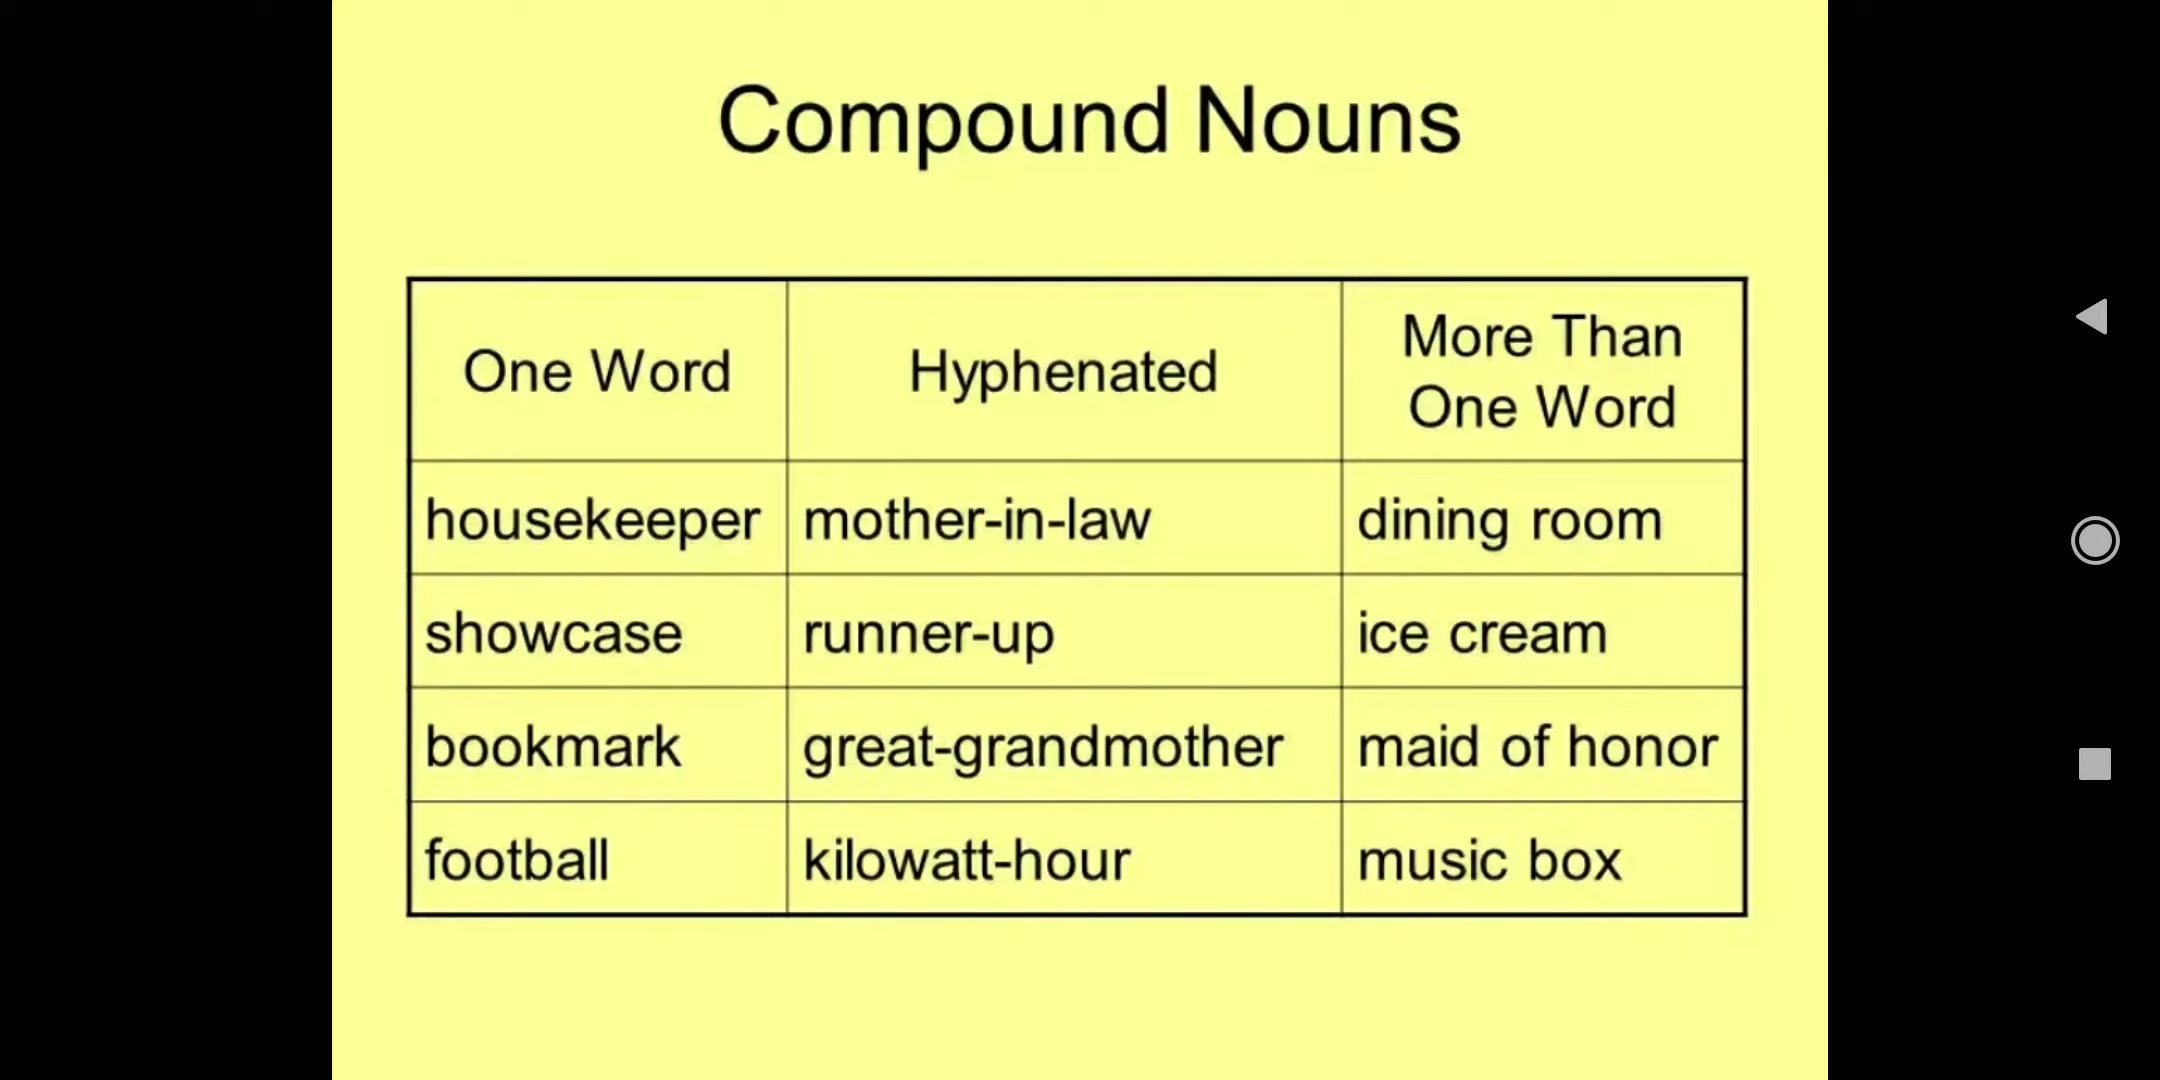 Compound Nouns
One Word
Hyphenated
More Than
One Word
housekeeper
mother-in-law
dining room
showcase
runner-up
ice cream
bookmark
great-grandmother
maid of honor
football
kilowatt-hour
music box